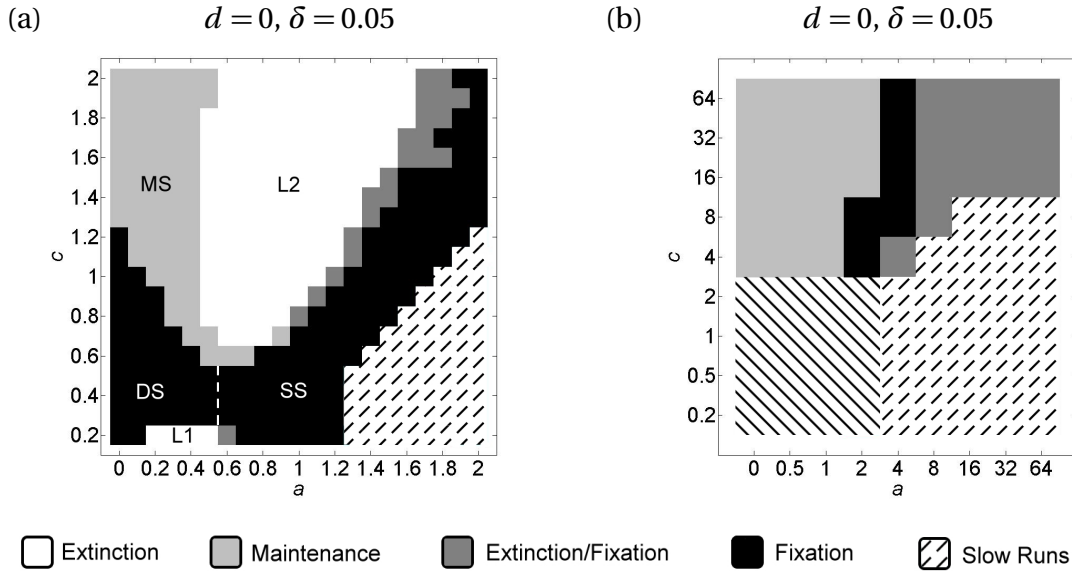 (a) d = 0, δ = 0.05
2
1.8
1.6
1.4
1.2
1
0.8
0.6
0.4
0.2
c
MS
L2
DS
SS
L1
0 0.2 0.4 0.6 0.8 1 1.2 1.4 1.6 1.8 2
a
(b) d = 0, δ = 0.05
64
32
16
8
4
2
1
0.5
0.2
c
0 0.5 1 2 4 8 16 32 64
a
Extinction Maintenance Extinction/Fixation Fixation Slow Runs